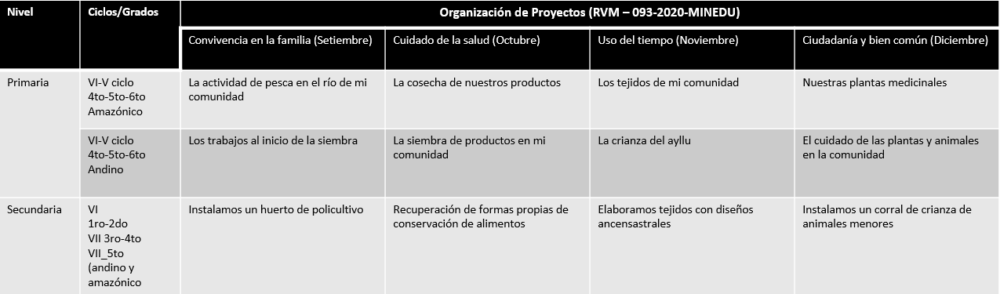 Nivel
Ciclos/Grados
Organización de Proyectos (RVM – 093-2020-MINEDU)
Convivencia en la familia (Setiembre)
Cuidado de la salud (Octubre)
Uso del tiempo (Noviembre)
Ciudadanía y bien común (Diciembre)
Primaria
VI-V ciclo
4to-5to-6to
Amazónico
La actividad de pesca en el río de mi
comunidad
La cosecha de nuestros productos
Los tejidos de mi comunidad
Nuestras plantas medicinales
VI-V ciclo
4to-5to-6to
Andino
Los trabajos al inicio de la siembra
La siembra de productos en mi
comunidad
La crianza del ayllu
El cuidado de las plantas y animales
en la comunidad
Secundaria
VI
1ro-2do
VII 3ro-4to
VII_5to
(andino y
amazónico
Instalamos un huerto de policultivo
Recuperación de formas propias de
conservación de alimentos
Elaboramos tejidos con diseños
ancensastrales
Instalamos un corral de crianza de
animales menores